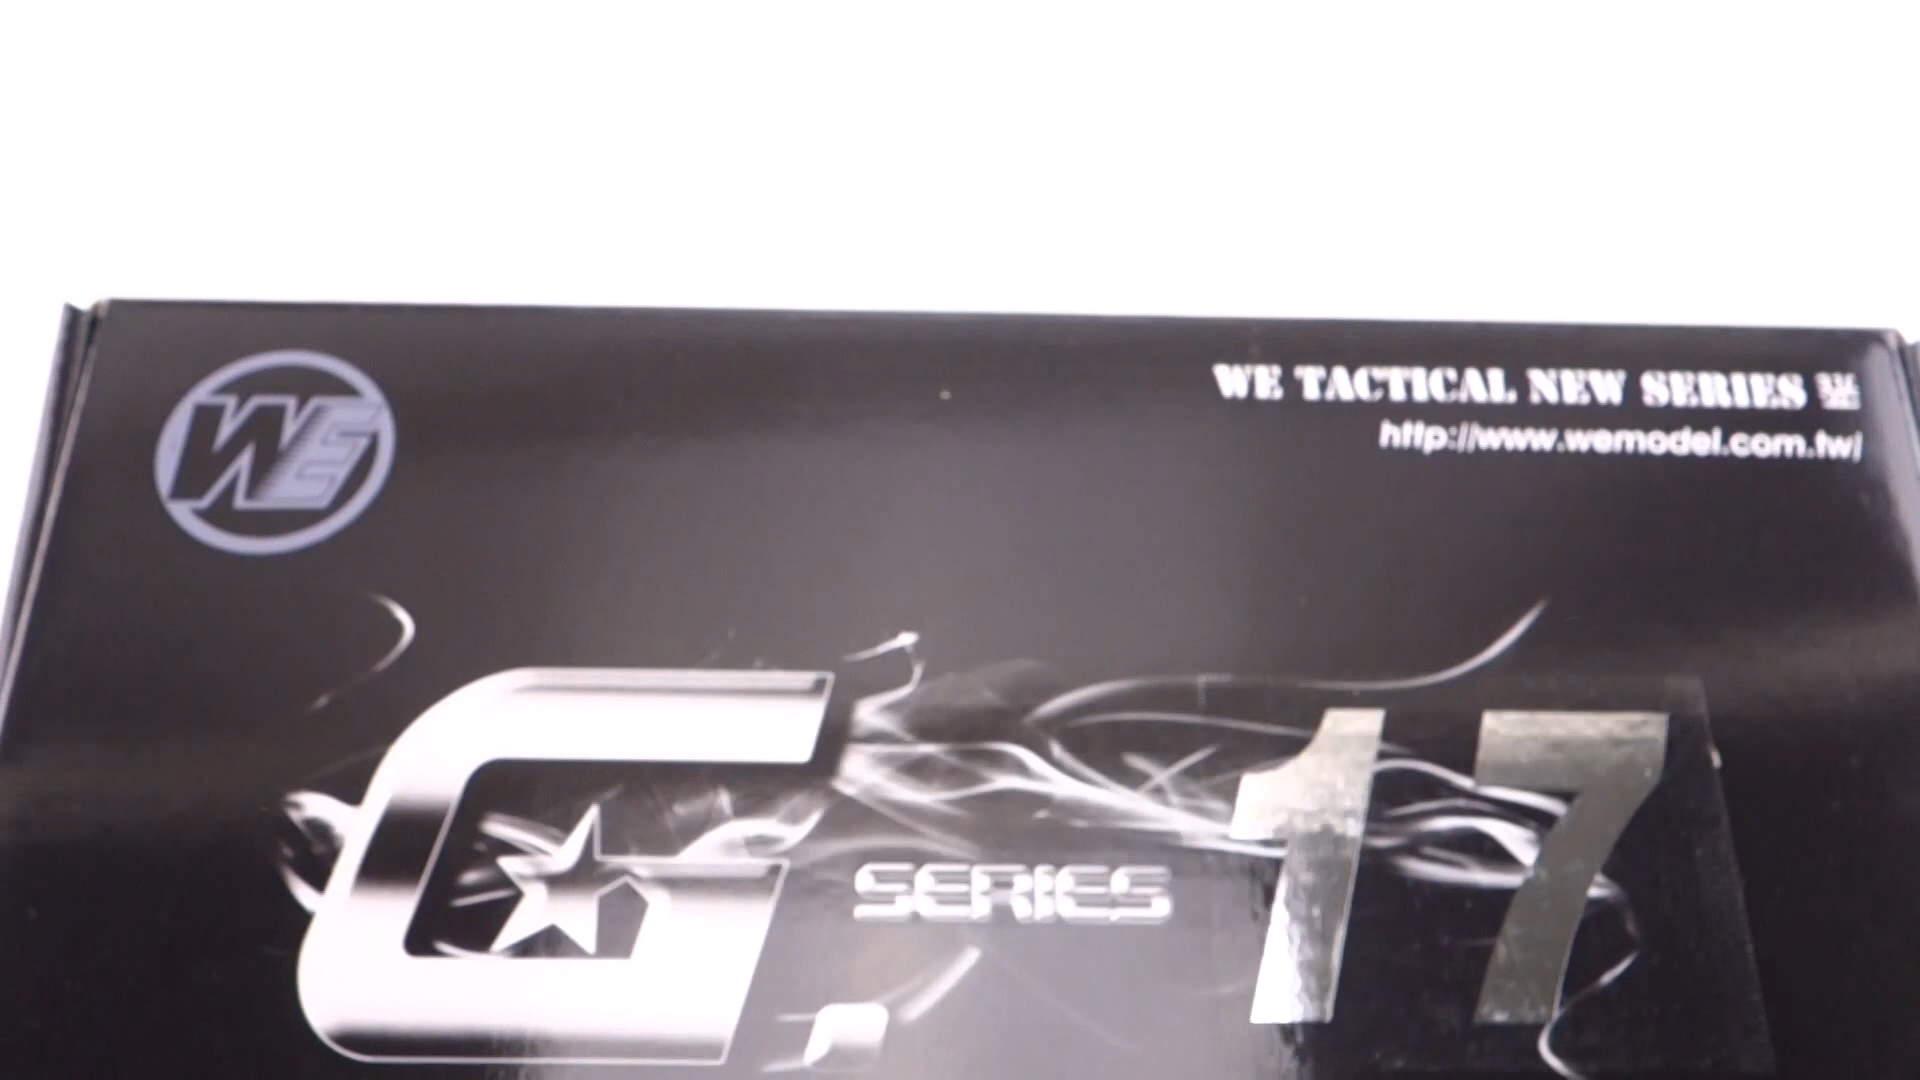 WE
WE TACTICAL NEW SERIES
http://www.wemodel.com.tw/
G. SERIES 17